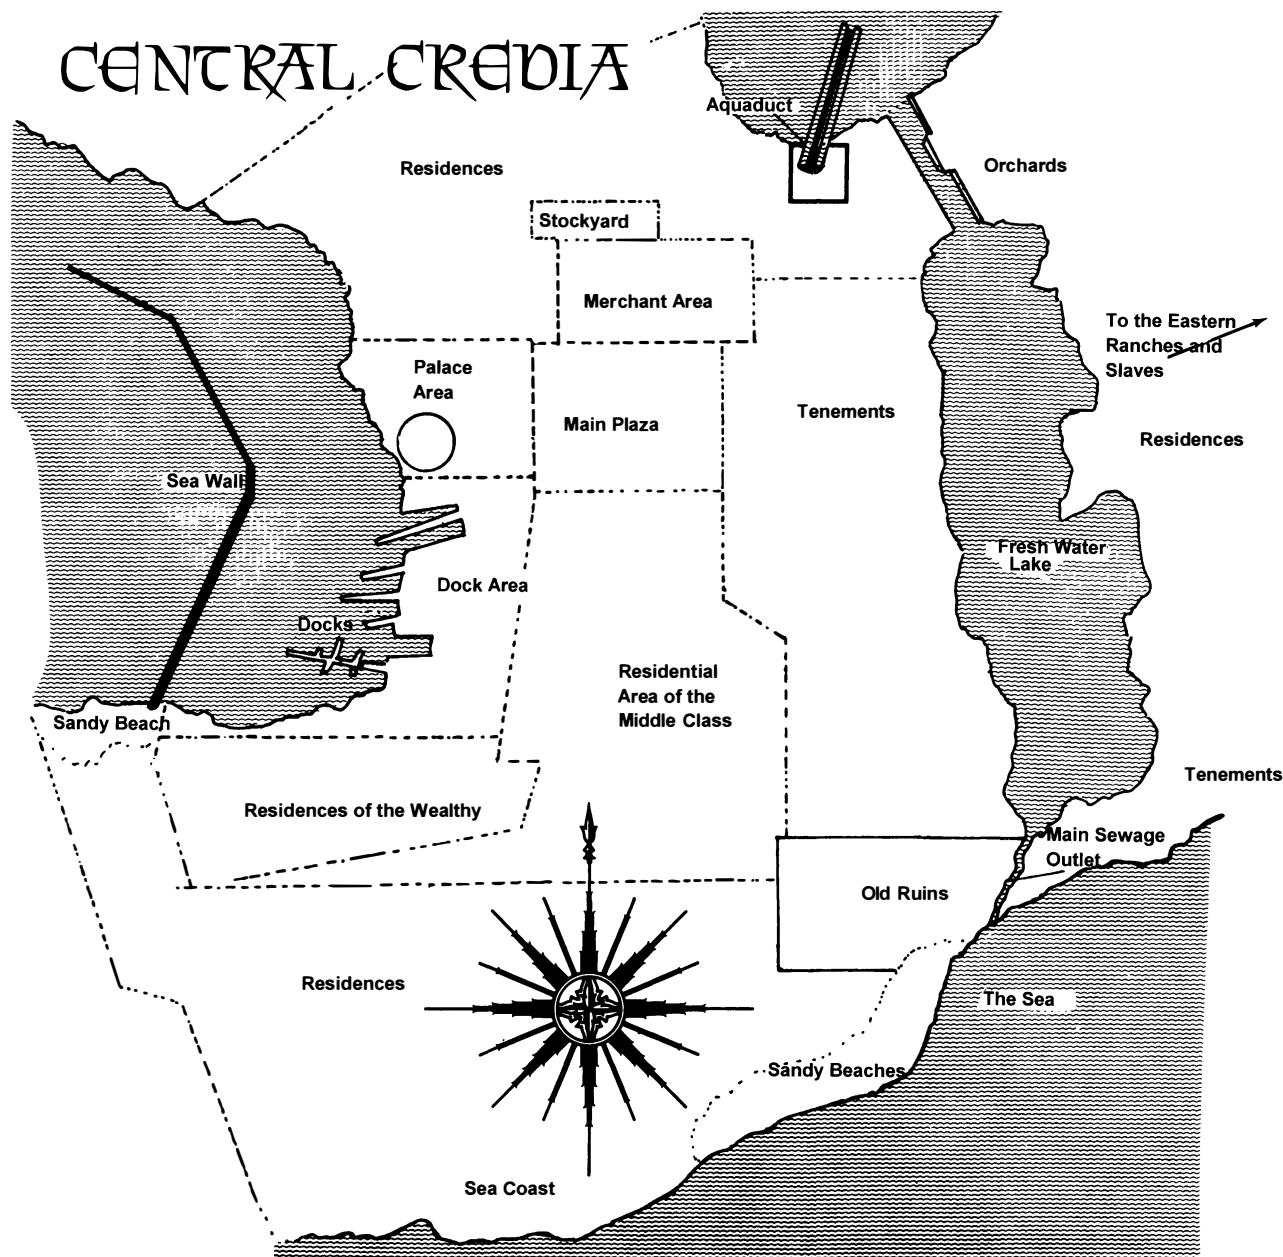 CENTRAL CREDIA
Aquaduct
Residences
Orchards
Stockyard
Merchant Area
To the Eastern
Ranches and
Slaves
Palace
Area
Main Plaza
Tenements
Residences
Sea Wall
Fresh Water
Lake
Dock Area
Docks
Residential
Area of the
Middle Class
Sandy Beach
Tenements
Residences of the Wealthy
Main Sewage
Outlet
Old Ruins
Residences
The Sea
Sandy Beaches
Sea Coast